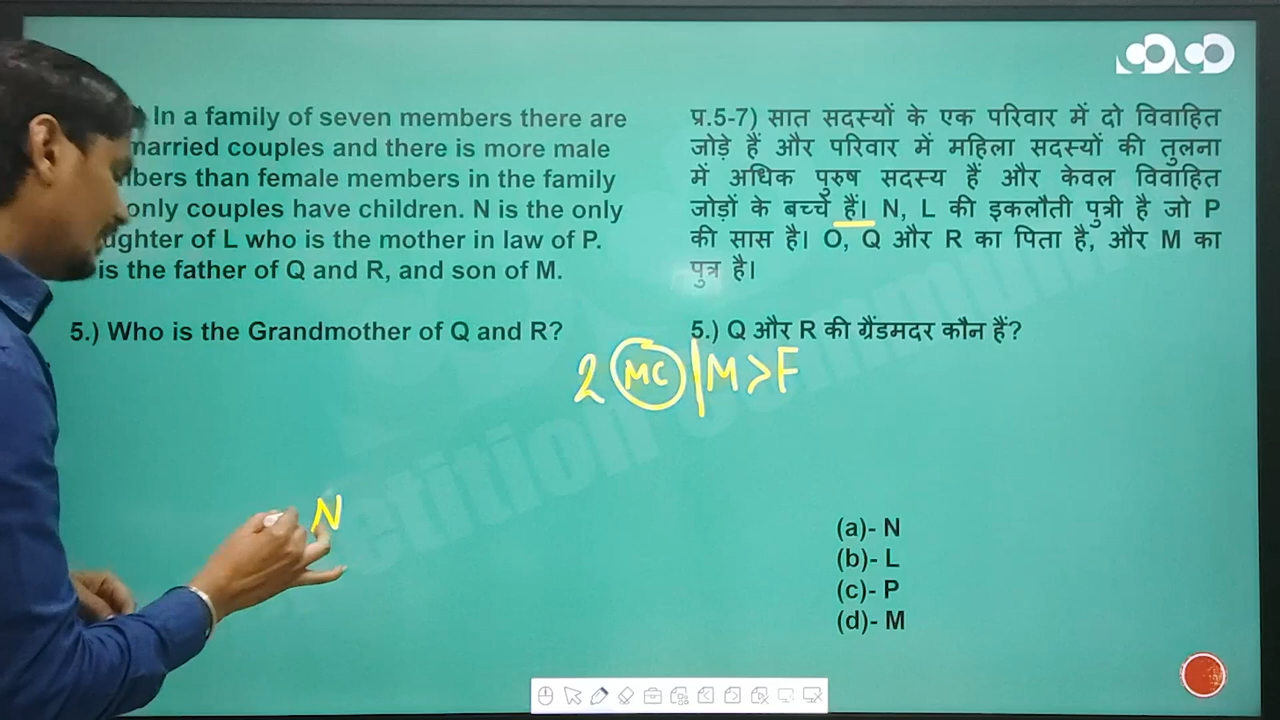 In a family of seven members there are
married couples and there is more male
than female members in the family
only couples have children. N is the only
of L who is the mother in law of P.
is the father of Q and R, and son of M.
5.) Who is the Grandmother of Q and R?
प्र.5-7) सात सदस्यों के एक परिवार में दो विवाहित
जोड़े हैं और परिवार में महिला सदस्यों की तुलना
में अधिक पुरुष सदस्य हैं और केवल विवाहित
जोड़ों के बच्चे हैं। N, L की इकलौती पुत्री है जो P
की सास है। O, Q और R का पिता है, और M का
पुत्र है।
5.) Q और R की ग्रैंडमदर कौन हैं?
2 MC | M > F
N
(a)- N
(b)- L
(c)- P
(d)- M